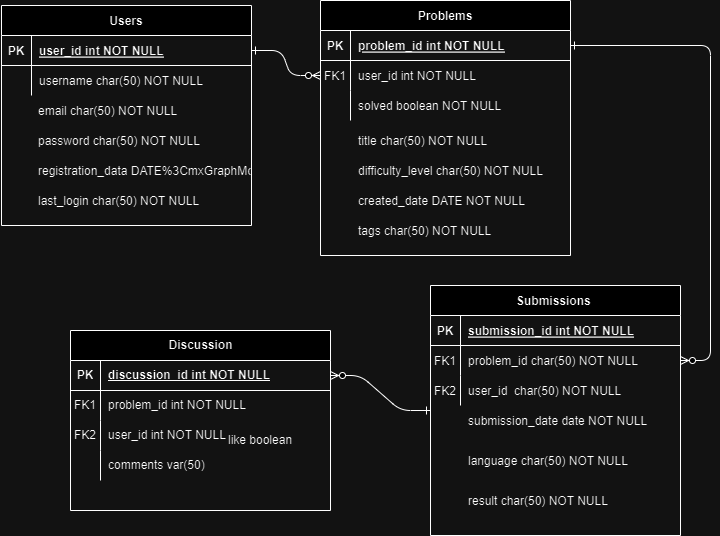 Users
PK user_id int NOT NULL
username char(50) NOT NULL
email char(50) NOT NULL
password char(50) NOT NULL
registration_data DATE%3CmxGraphMo
last_login char(50) NOT NULL
Problems
PK problem_id int NOT NULL
FK1 user_id int NOT NULL
solved boolean NOT NULL
title char(50) NOT NULL
difficulty_level char(50) NOT NULL
created_date DATE NOT NULL
tags char(50) NOT NULL
Discussion
PK discussion_id int NOT NULL
FK1 problem_id int NOT NULL
FK2 user_id int NOT NULL like boolean
comments var(50)
Submissions
PK submission_id int NOT NULL
FK1 problem_id char(50) NOT NULL
FK2 user_id char(50) NOT NULL
submission_date date NOT NULL
language char(50) NOT NULL
result char(50) NOT NULL